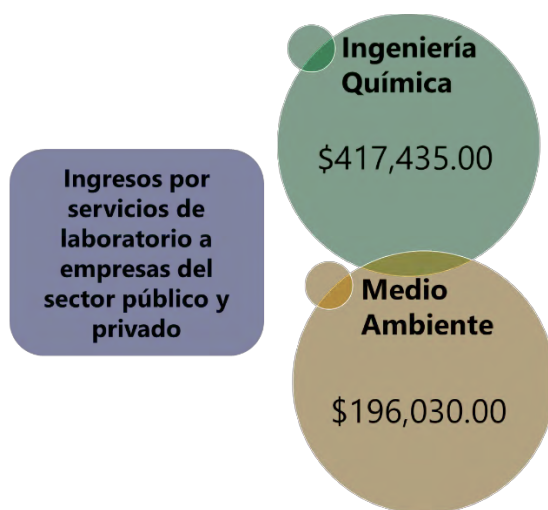 Ingeniería
Química
$417,435.00
Ingresos por
servicios de
laboratorio a
empresas del
sector público y
privado
Medio
Ambiente
$196,030.00